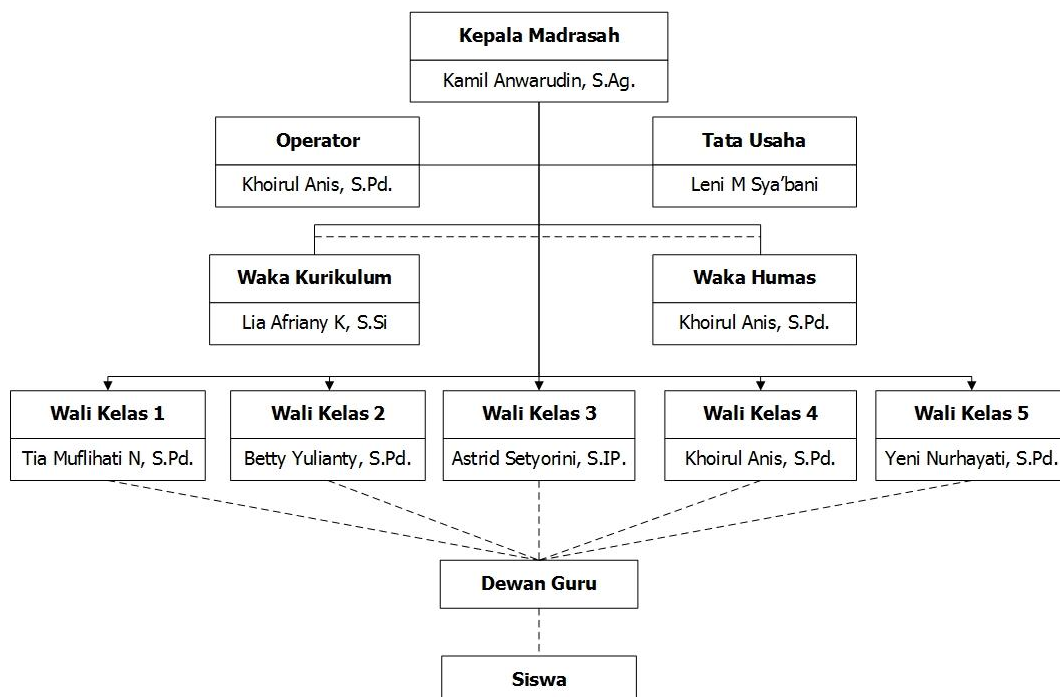 Kepala Madrasah
Kamil Anwarudin, S.Ag.
Operator
Khoirul Anis, S.Pd.
Tata Usaha
Leni M Sya’bani
Waka Kurikulum
Lia Afriany K, S.Si
Waka Humas
Khoirul Anis, S.Pd.
Wali Kelas 1
Tia Muflihati N, S.Pd.
Wali Kelas 2
Betty Yulianty, S.Pd.
Wali Kelas 3
Astrid Setyorini, S.IP.
Wali Kelas 4
Khoirul Anis, S.Pd.
Wali Kelas 5
Yeni Nurhayati, S.Pd.
Dewan Guru
Siswa